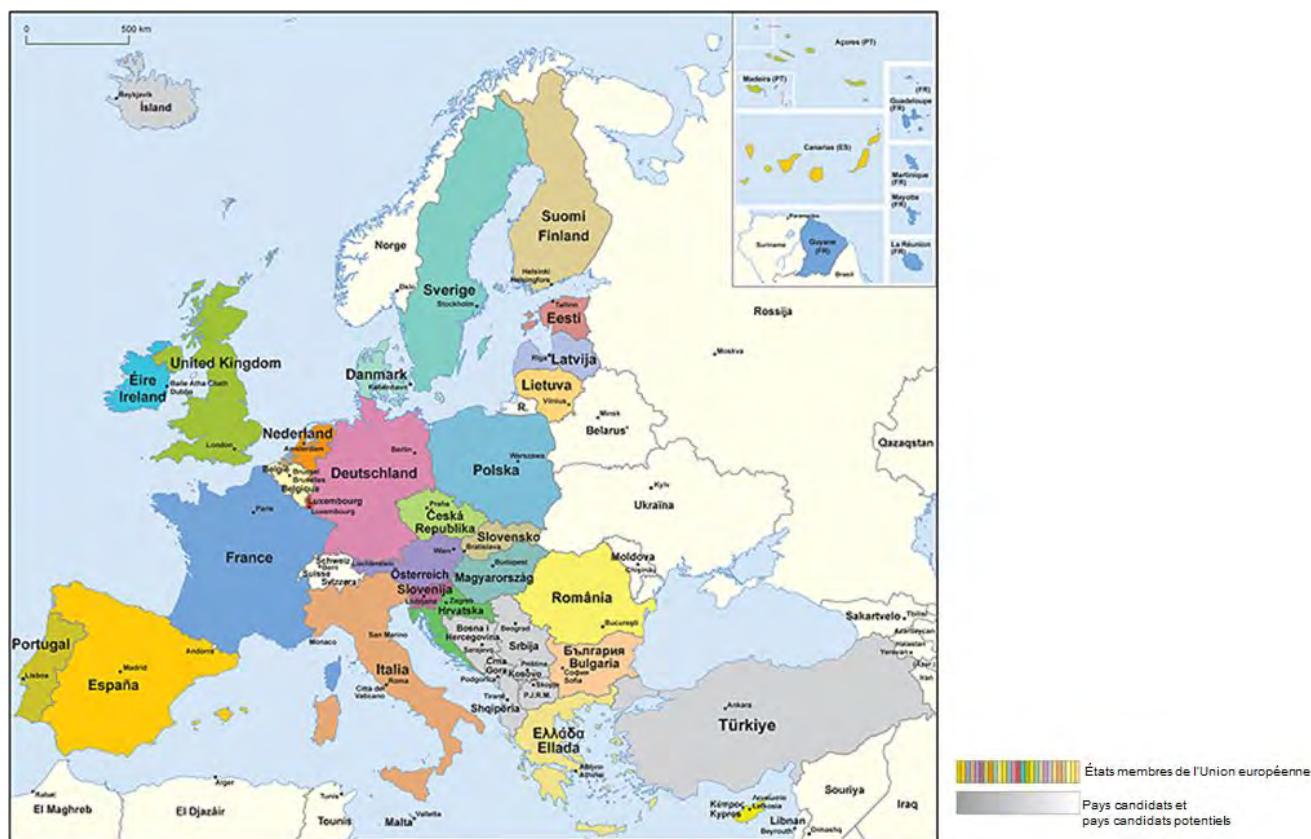 0 500 km
Reykjavík
Ísland
Norge
Oslo
Sverige
Stockholm
Suomi
Finland
Helsinki
Helsingfors
Tallinn
Eesti
Rīga
Latvija
Lietuva
Vilnius
R.
Minsk
Belarus'
Rossija
Moskva
Qazaqstan
United Kingdom
London
Éire
Ireland
Baile Atha Cliath
Dublin
Danmark
København
Nederland
Amsterdam
België
Brussel
Bruxelles
Belgique
Luxembourg
Luxembourg
Deutschland
Berlin
Polska
Warszawa
Praha
Česká
Republika
Slovensko
Bratislava
Kyiv
Ukraïna
Moldova
Chişinău
Paris
France
Schweiz
Bern
Suisse
Svizzera
Liechtenstein
Wien
Österreich
Budapest
Magyarország
Slovenija
Ljubljana
Zagreb
Hrvatska
România
Bucureşti
Portugal
Lisboa
Madrid
España
Andorra
Monaco
San Marino
Italia
Roma
Città del
Vaticano
Bosna i
Hercegovina
Sarajevo
Beograd
Srbija
Crna
Gora
Podgorica
Priština
Kosovo
Skopje
P.J.R.M.
Tiranë
Shqipëria
България
Bulgaria
София
Sofia
Ελλάδα
Ellada
Türkiye
Ankara
Sakartvelo
Tbilisi
Azərbaycan
Hayastan
Yerevan
Iran
Rabat
El Maghreb
Alger
El Djazâir
Tunis
Tounis
Malta
Valletta
Kypros
Lefkosia
Souriya
Libnan
Beyrouth
Dimashq
Iraq
Açores (PT)
Madeira (PT)
Canarias (ES)
(FR)
Guadeloupe
(FR)
Martinique
(FR)
Mayotte
(FR)
La Réunion
(FR)
Paramaribo
Suriname
Guyane
(FR)
Brasil
États membres de l'Union européenne
Pays candidats et
pays candidats potentiels